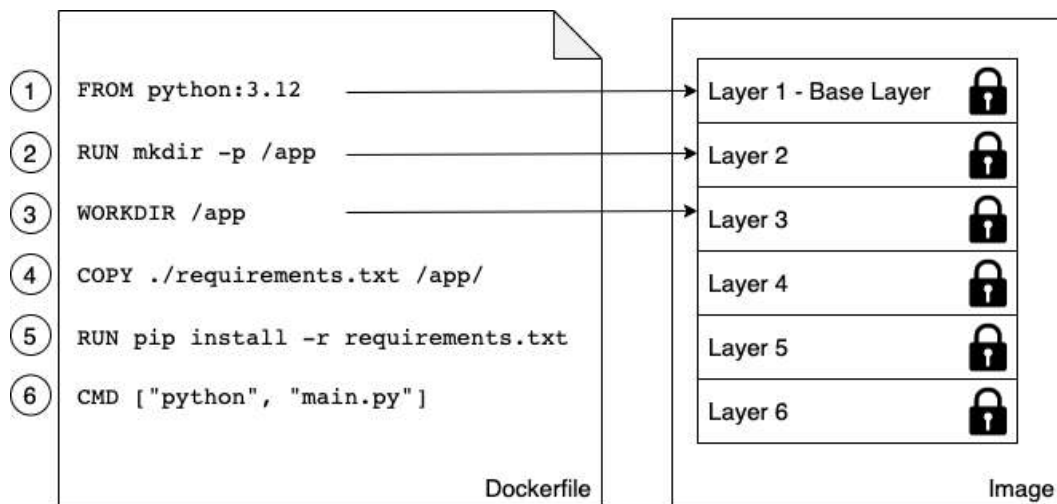 1 FROM python:3.12
2 RUN mkdir -p /app
3 WORKDIR /app
4 COPY ./requirements.txt /app/
5 RUN pip install -r requirements.txt
6 CMD ["python", "main.py"]
Dockerfile
Layer 1 - Base Layer
Layer 2
Layer 3
Layer 4
Layer 5
Layer 6
Image